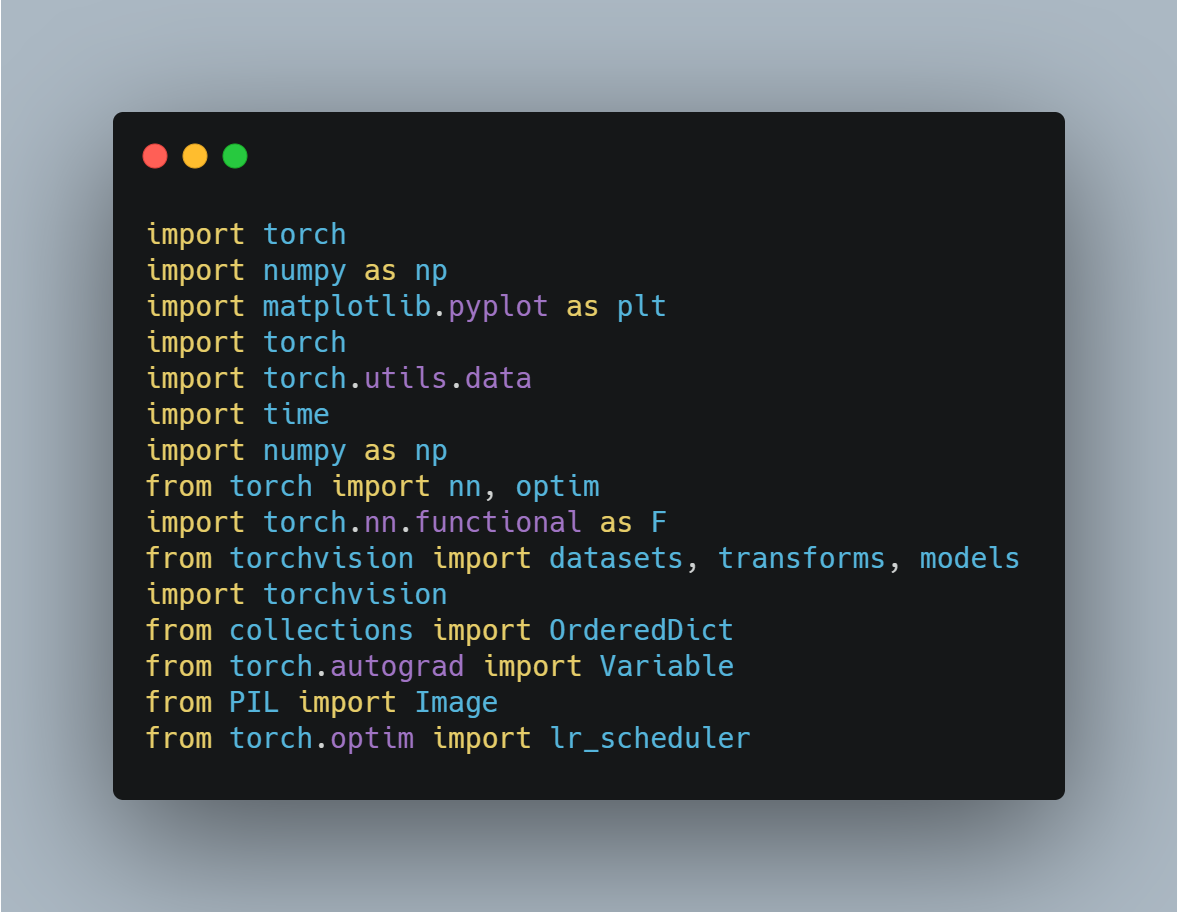 import torch
import numpy as np
import matplotlib.pyplot as plt
import torch
import torch.utils.data
import time
import numpy as np
from torch import nn, optim
import torch.nn.functional as F
from torchvision import datasets, transforms, models
import torchvision
from collections import OrderedDict
from torch.autograd import Variable
from PIL import Image
from torch.optim import lr_scheduler